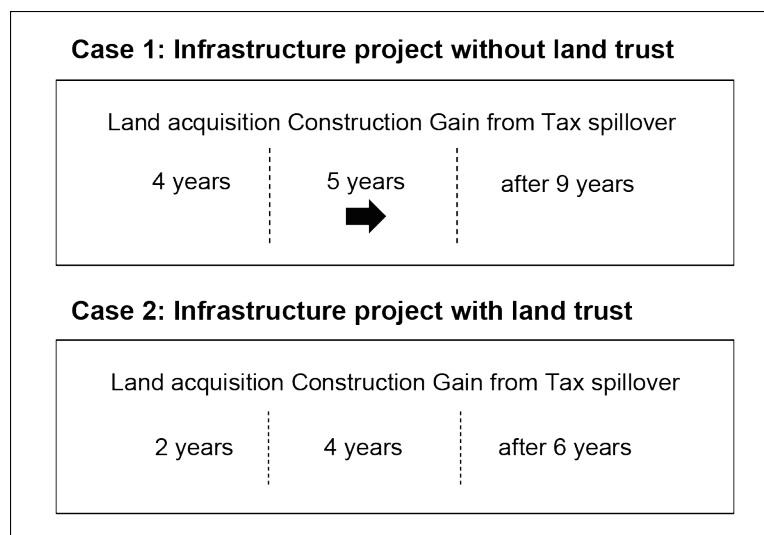 Case 1: Infrastructure project without land trust
Land acquisition Construction Gain from Tax spillover
4 years 5 years after 9 years
Case 2: Infrastructure project with land trust
Land acquisition Construction Gain from Tax spillover
2 years 4 years after 6 years